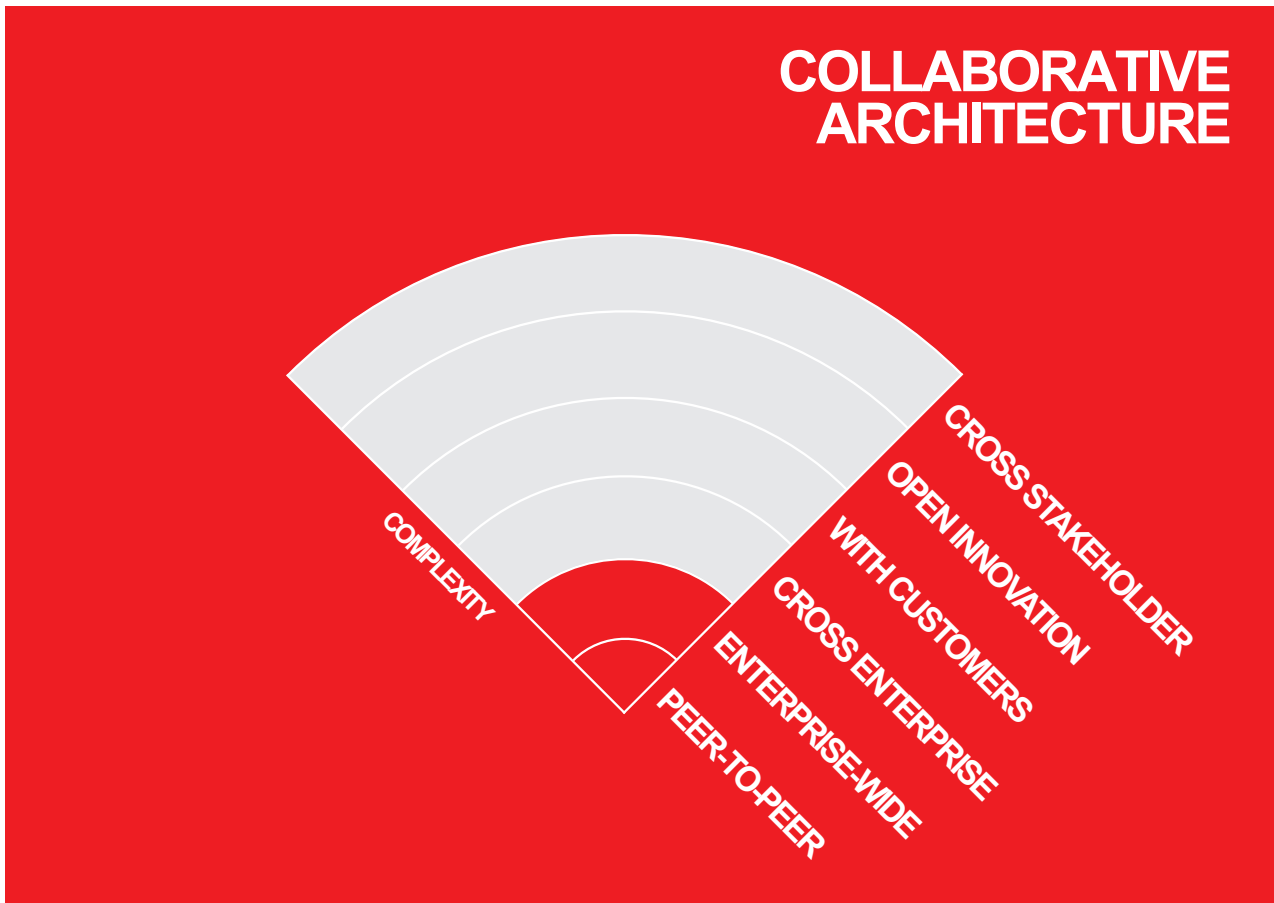 COLLABORATIVE
ARCHITECTURE
CROSS STAKEHOLDER
OPEN INNOVATION
WITH CUSTOMERS
CROSS ENTERPRISE
ENTERPRISE-WIDE
PEER-TO-PEER
COMPLEXITY